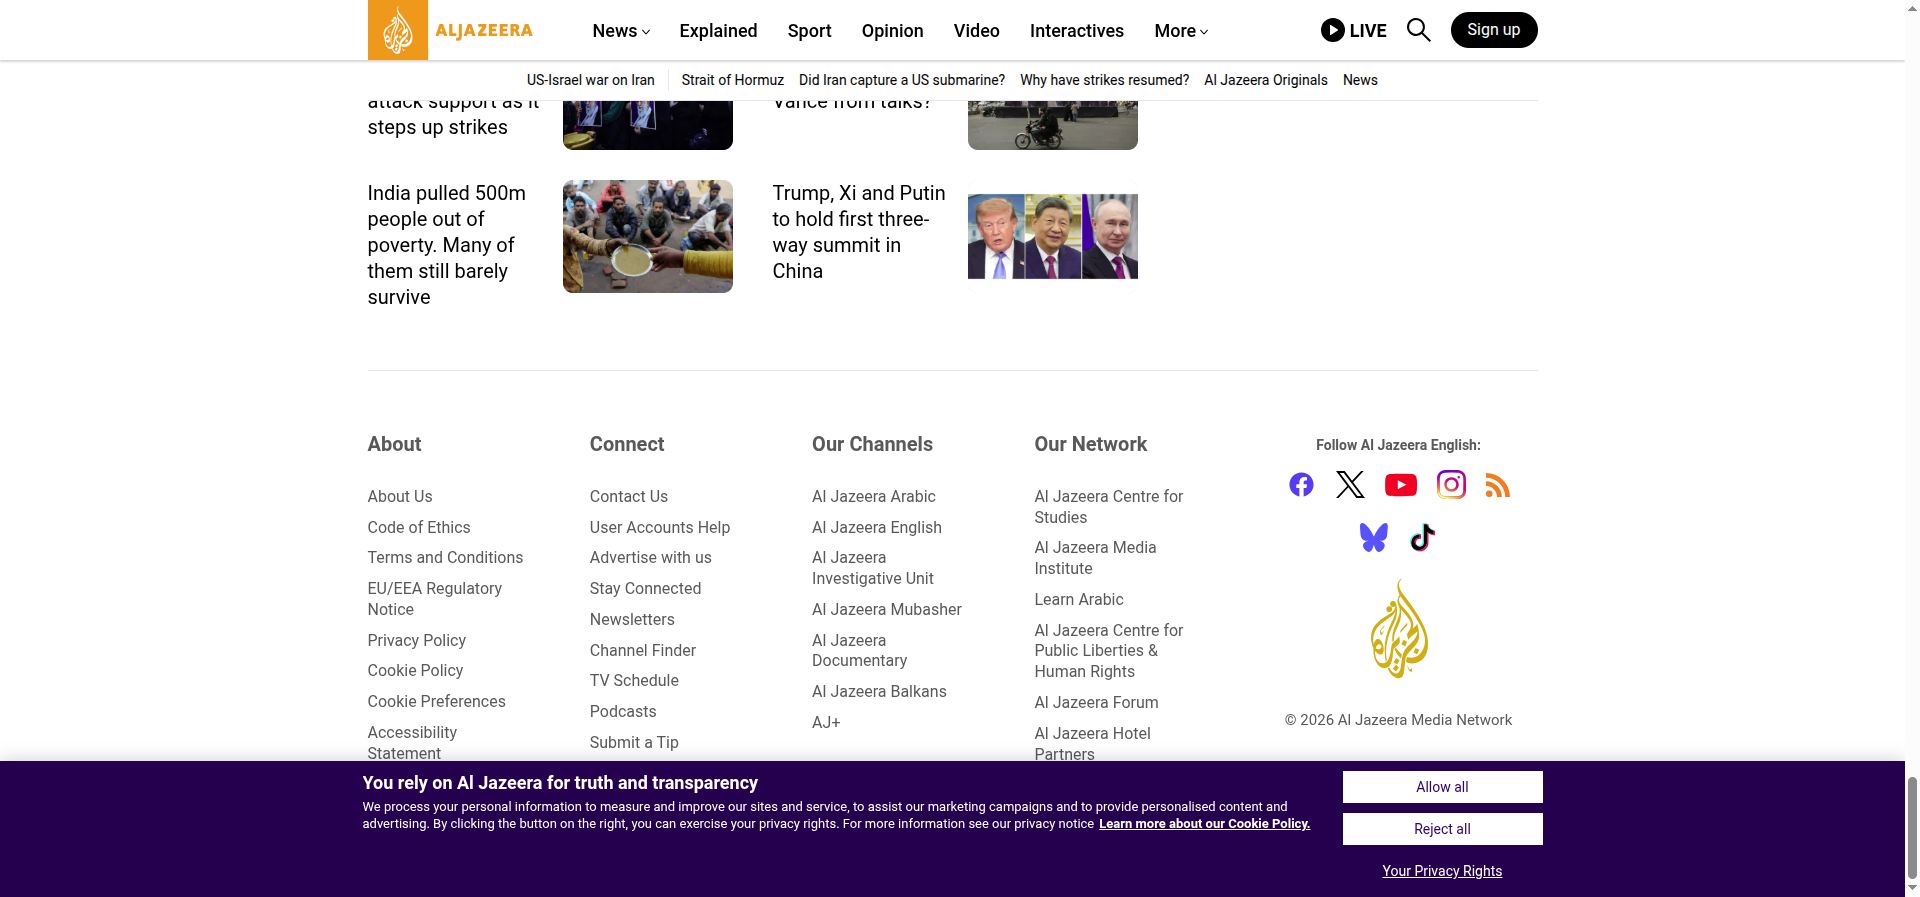 ALJAZEERA
News
Explained
Sport
Opinion
Video
Interactives
More
LIVE
Sign up
US-Israel war on Iran
Strait of Hormuz
Did Iran capture a US submarine?
Why have strikes resumed?
Al Jazeera Originals
News
attack support as it
steps up strikes
Vance from talks?
India pulled 500m
people out of
poverty. Many of
them still barely
survive
Trump, Xi and Putin
to hold first three-
way summit in
China
About
About Us
Code of Ethics
Terms and Conditions
EU/EEA Regulatory
Notice
Privacy Policy
Cookie Policy
Cookie Preferences
Accessibility
Statement
Connect
Contact Us
User Accounts Help
Advertise with us
Stay Connected
Newsletters
Channel Finder
TV Schedule
Podcasts
Submit a Tip
Our Channels
Al Jazeera Arabic
Al Jazeera English
Al Jazeera
Investigative Unit
Al Jazeera Mubasher
Al Jazeera
Documentary
Al Jazeera Balkans
AJ+
Our Network
Al Jazeera Centre for
Studies
Al Jazeera Media
Institute
Learn Arabic
Al Jazeera Centre for
Public Liberties &
Human Rights
Al Jazeera Forum
Al Jazeera Hotel
Partners
Follow Al Jazeera English:
© 2026 Al Jazeera Media Network
You rely on Al Jazeera for truth and transparency
We process your personal information to measure and improve our sites and service, to assist our marketing campaigns and to provide personalised content and
advertising. By clicking the button on the right, you can exercise your privacy rights. For more information see our privacy notice Learn more about our Cookie Policy.
Allow all
Reject all
Your Privacy Rights